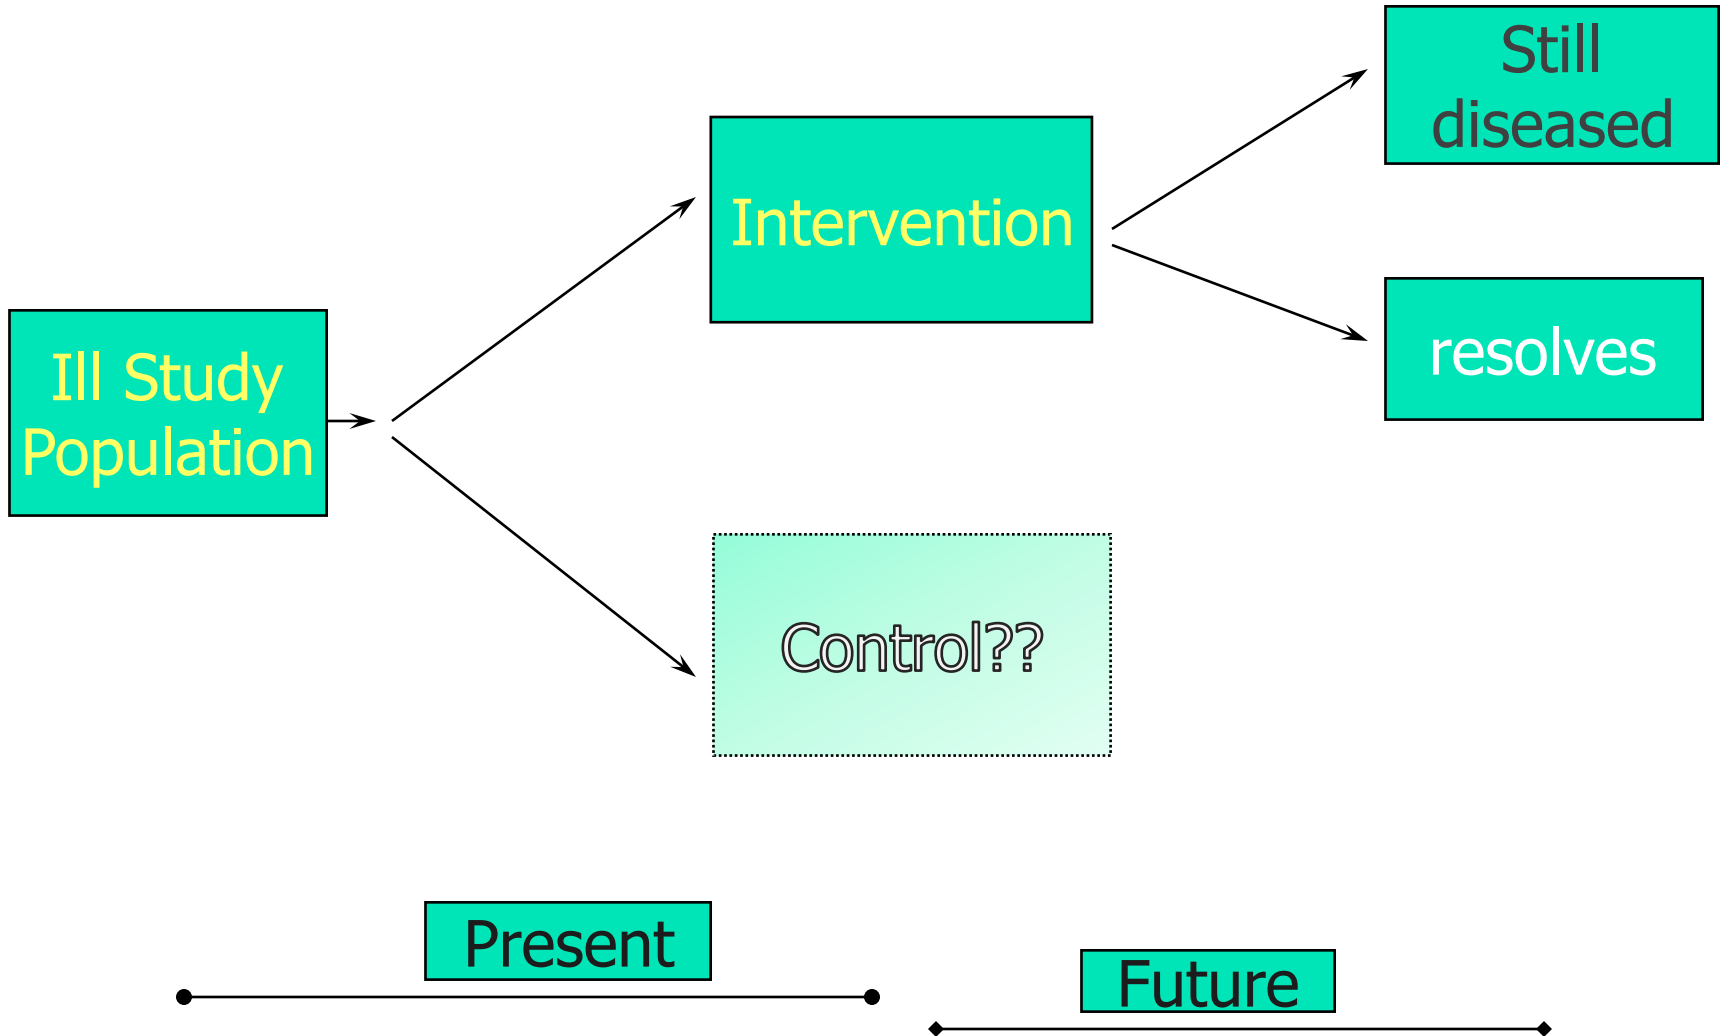 Still
diseased
Intervention
resolves
Ill Study
Population
Control??
Present
Future